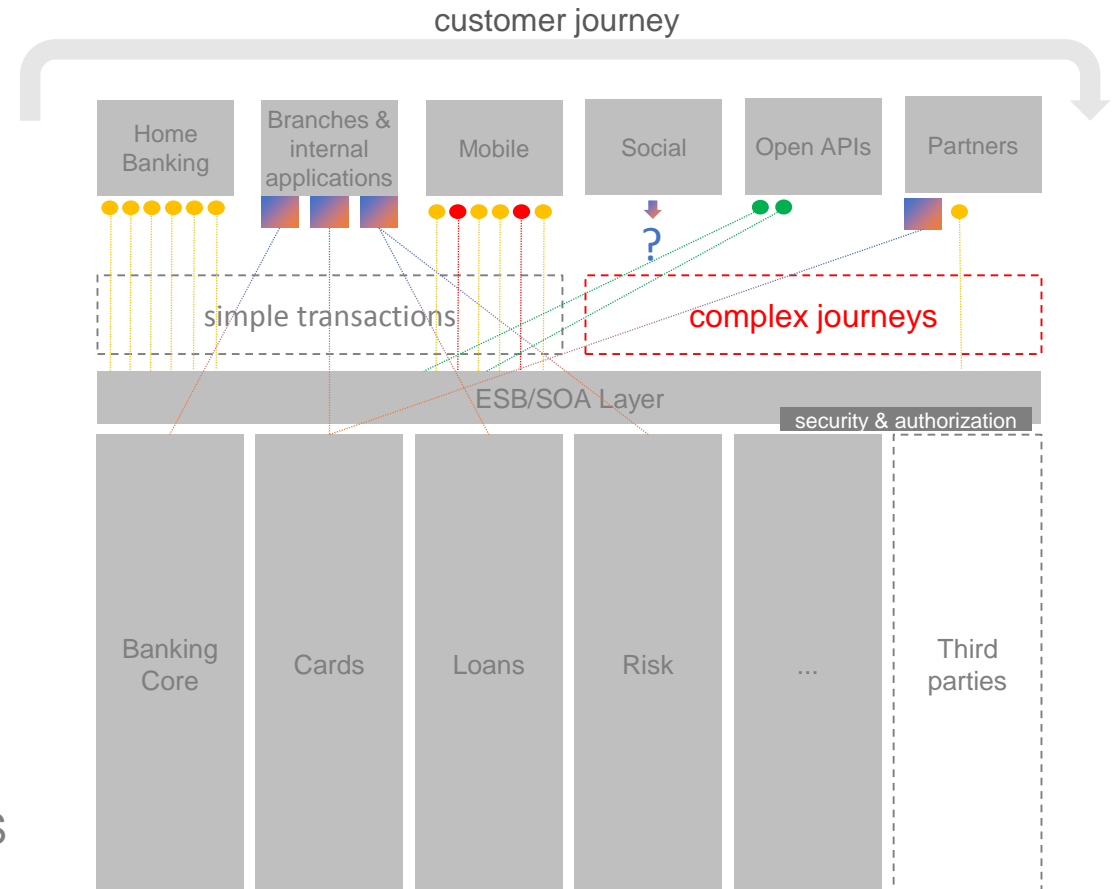 customer journey
Home
Banking
Branches &
internal
applications
Mobile
Social
Open APIs
Partners
?
simple transactions
complex journeys
ESB/SOA Layer
security & authorization
Banking
Core
Cards
Loans
Risk
...
Third
parties
s